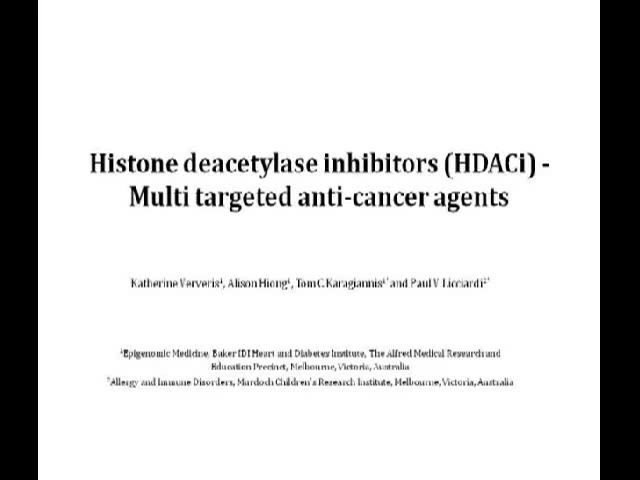 Histone deacetylase inhibitors (HDACi) -
Multi targeted anti-cancer agents
Katherine Ververis¹, Alison Hiong¹, Tom C Karagiannis¹* and Paul V Licciardi²*
¹Epigenomic Medicine, Baker IDI Heart and Diabetes Institute, The Alfred Medical Research and
Education Precinct, Melbourne, Victoria, Australia
²Allergy and Immune Disorders, Murdoch Children's Research Institute, Melbourne, Victoria, Australia